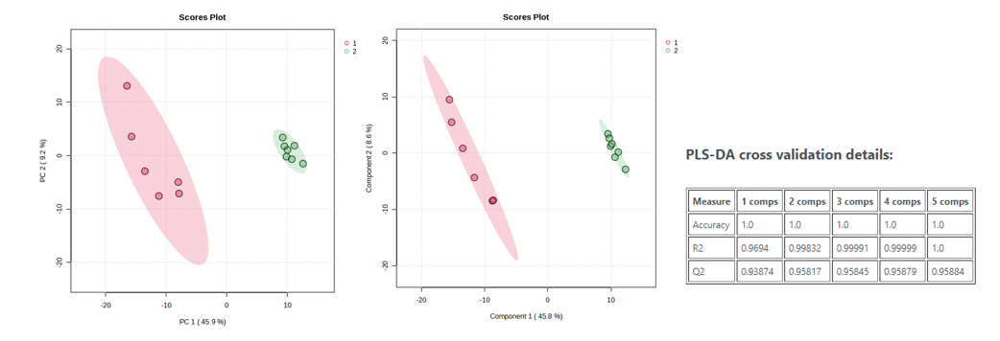 Scores Plot
20
10
0
-10
-20
PC 2 ( 9.2 %)
-20
-10
0
10
PC 1 ( 45.9 %)
1
2
Scores Plot
20
10
0
-10
-20
Component 2 ( 8.6 %)
-20
-10
0
10
Component 1 ( 45.8 %)
1
2
PLS-DA cross validation details:
Measure 1 comps 2 comps 3 comps 4 comps 5 comps
Accuracy 1.0 1.0 1.0 1.0 1.0
R2 0.9694 0.99832 0.99991 0.99999 1.0
Q2 0.93874 0.95817 0.95845 0.95879 0.95884